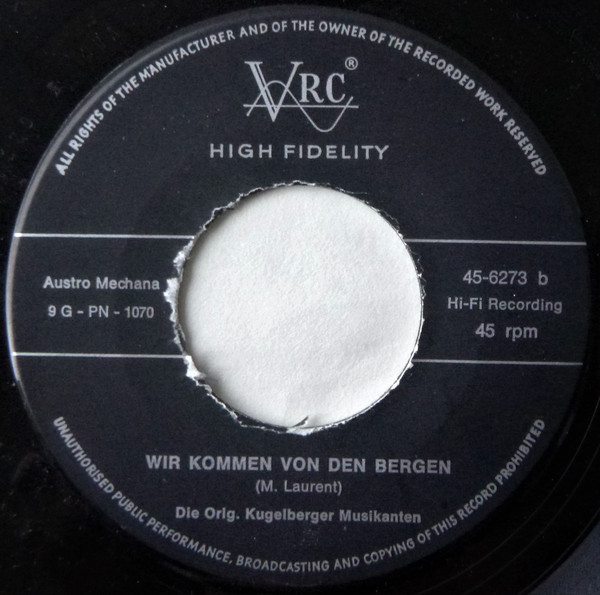 ALL RIGHTS OF THE MANUFACTURER AND OF THE OWNER OF THE RECORDED WORK RESERVED
VRC®
HIGH FIDELITY
Austro Mechana
9 G - PN - 1070
45-6273 b
Hi-Fi Recording
45 rpm
WIR KOMMEN VON DEN BERGEN
(M. Laurent)
Die Orig. Kugelberger Musikanten
UNAUTHORISED PUBLIC PERFORMANCE, BROADCASTING AND COPYING OF THIS RECORD PROHIBITED